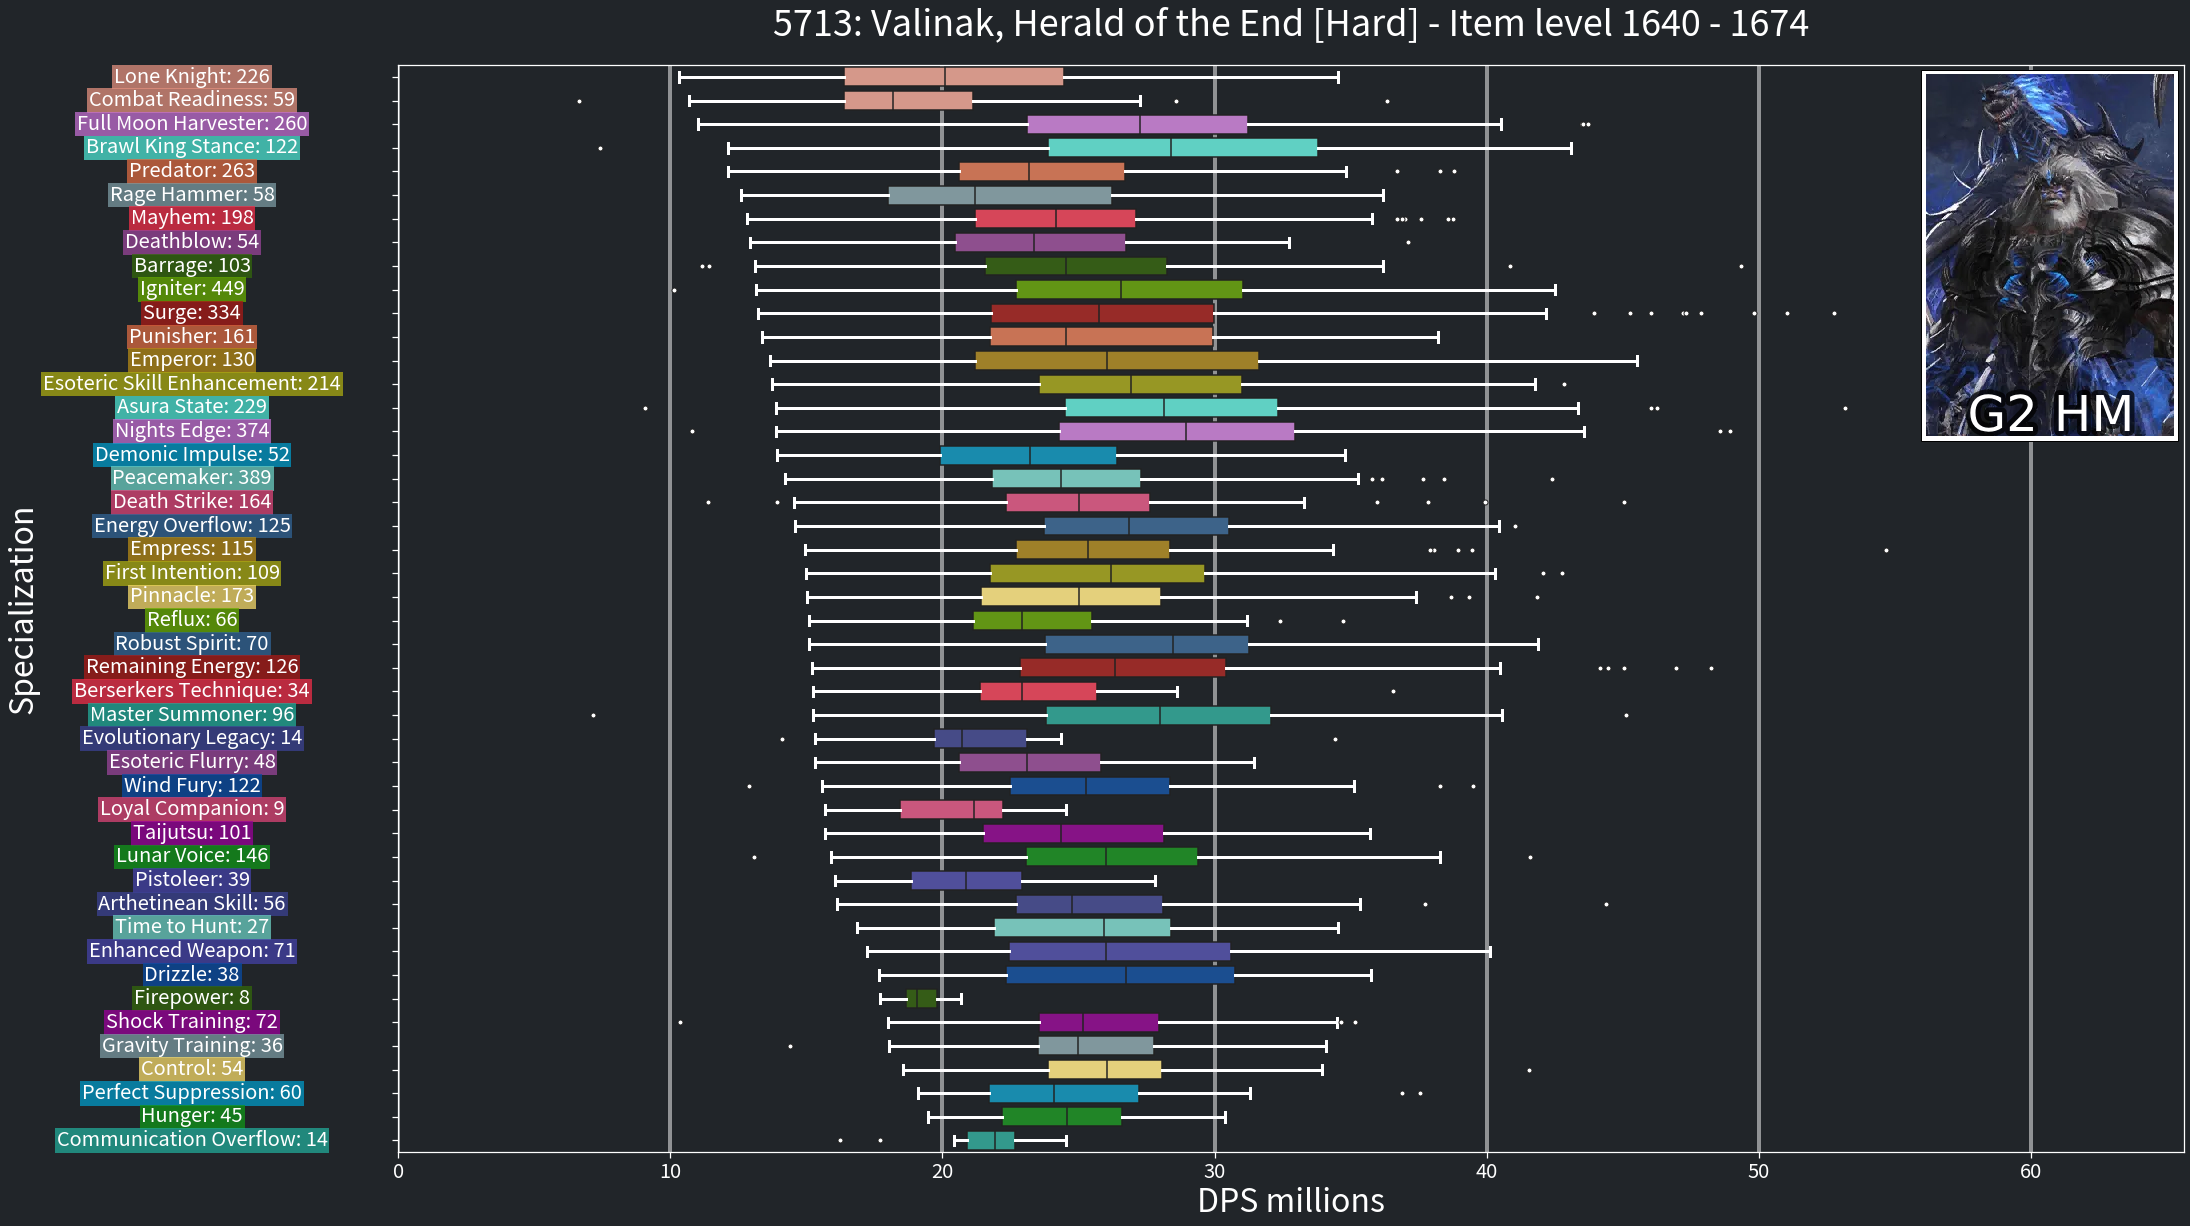 5713: Valinak, Herald of the End [Hard] - Item level 1640 - 1674
Lone Knight: 226
Combat Readiness: 59
Full Moon Harvester: 260
Brawl King Stance: 122
Predator: 263
Rage Hammer: 58
Mayhem: 198
Deathblow: 54
Barrage: 103
Igniter: 449
Surge: 334
Punisher: 161
Emperor: 130
Esoteric Skill Enhancement: 214
Asura State: 229
Nights Edge: 374
Demonic Impulse: 52
Peacemaker: 389
Death Strike: 164
Energy Overflow: 125
Empress: 115
First Intention: 109
Pinnacle: 173
Reflux: 66
Robust Spirit: 70
Remaining Energy: 126
Berserkers Technique: 34
Master Summoner: 96
Evolutionary Legacy: 14
Esoteric Flurry: 48
Wind Fury: 122
Loyal Companion: 9
Taijutsu: 101
Lunar Voice: 146
Pistoleer: 39
Arthetinean Skill: 56
Time to Hunt: 27
Enhanced Weapon: 71
Drizzle: 38
Firepower: 8
Shock Training: 72
Gravity Training: 36
Control: 54
Perfect Suppression: 60
Hunger: 45
Communication Overflow: 14
Specialization
G2 HM
0 10 20 30 40 50 60
DPS millions